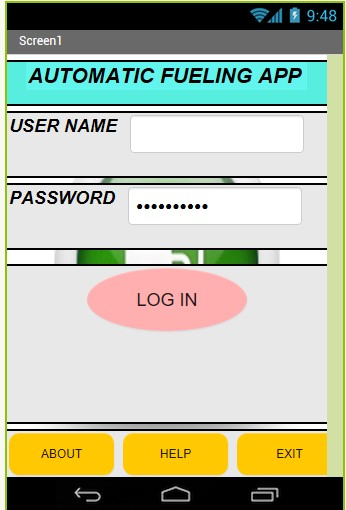 9:48
Screen1
AUTOMATIC FUELING APP
USER NAME
PASSWORD ••••••••••
LOG IN
ABOUT HELP EXIT